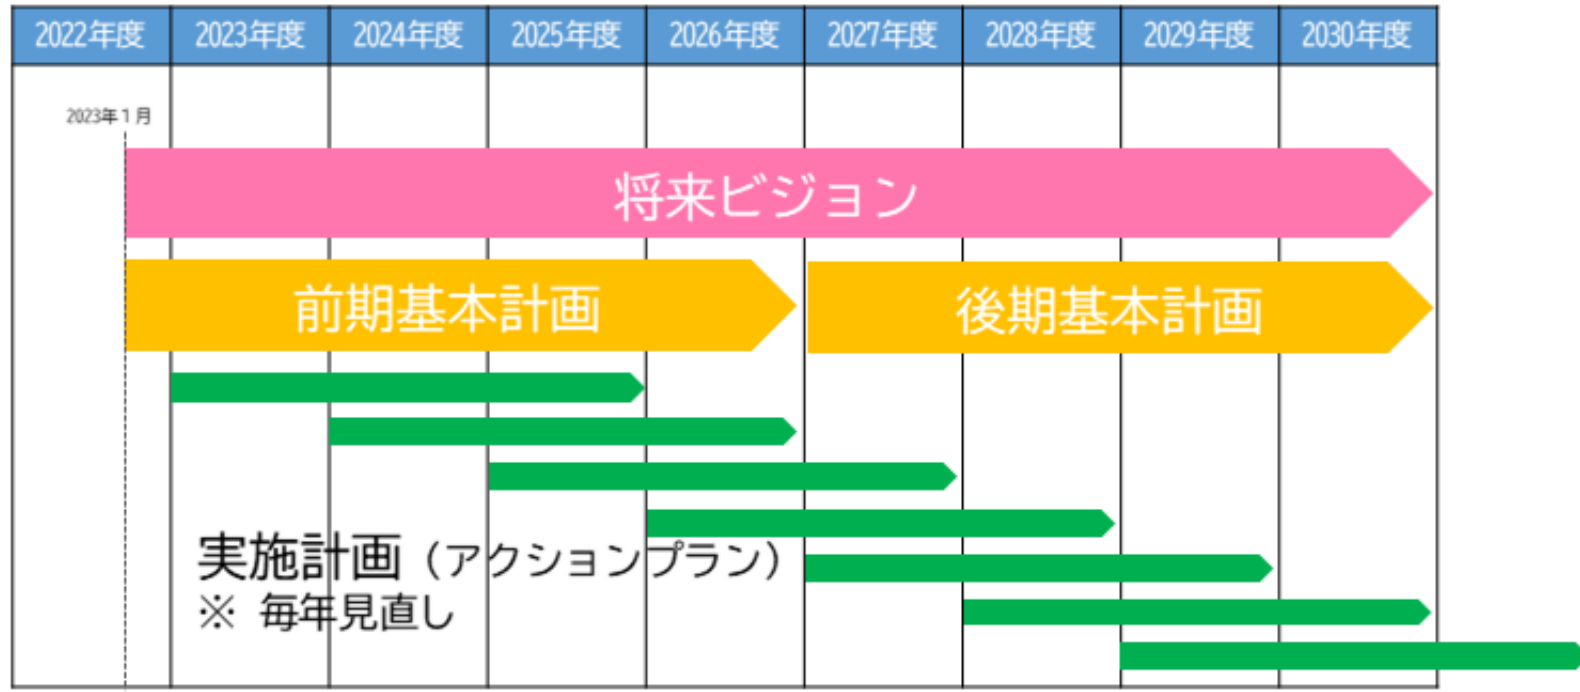 2022年度 2023年度 2024年度 2025年度 2026年度 2027年度 2028年度 2029年度 2030年度
2023年1月
将来ビジョン
前期基本計画 後期基本計画
実施計画（アクションプラン）
※ 毎年見直し